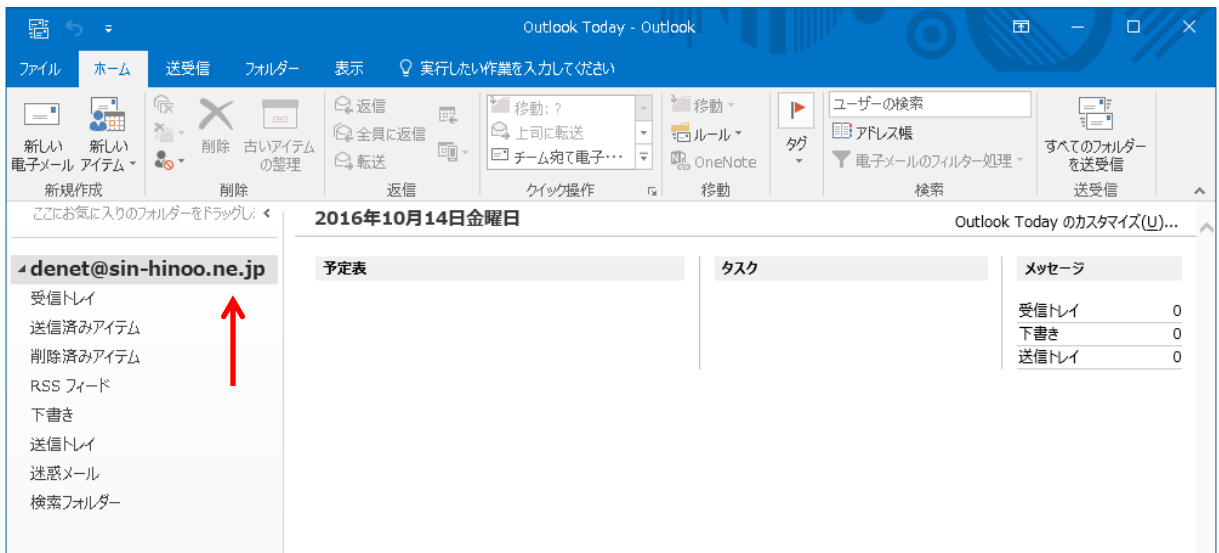 Outlook Today - Outlook
ファイル ホーム 送受信 フォルダー 表示 実行したい作業を入力してください
新しい
電子メール
新しい
アイテム
新規作成
削除
古いアイテム
の整理
削除
返信
全員に返信
転送
返信
移動: ?
上司に転送
チーム宛て電子…
クイック操作
移動
ルール
OneNote
移動
タグ
ユーザーの検索
アドレス帳
電子メールのフィルター処理
検索
すべてのフォルダー
を送受信
送受信
ここにお気に入りのフォルダーをドラッグし
2016年10月14日金曜日
Outlook Today のカスタマイズ(U)...
denet@sin-hinoo.ne.jp
受信トレイ
送信済みアイテム
削除済みアイテム
RSS フィード
下書き
送信トレイ
迷惑メール
検索フォルダー
予定表
タスク
メッセージ
受信トレイ 0
下書き 0
送信トレイ 0